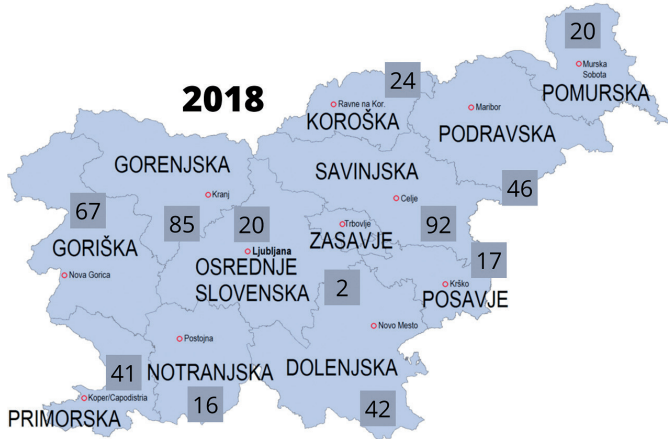 20
Murska
Sobota
POMURSKA
24
2018
Ravne na Kor.
KOROŠKA
Maribor
PODRAVSKA
GORENJSKA
SAVINJSKA
Kranj
Celje
46
67
85
20
Trbovlje
92
GORIŠKA
ZASAVJE
Ljubljana
OSREDNJE
SLOVENSKA
17
Nova Gorica
2
Krško
POSAVJE
Novo Mesto
Postojna
41
NOTRANJSKA
DOLENJSKA
Koper/Capodistria
16
42
PRIMORSKA